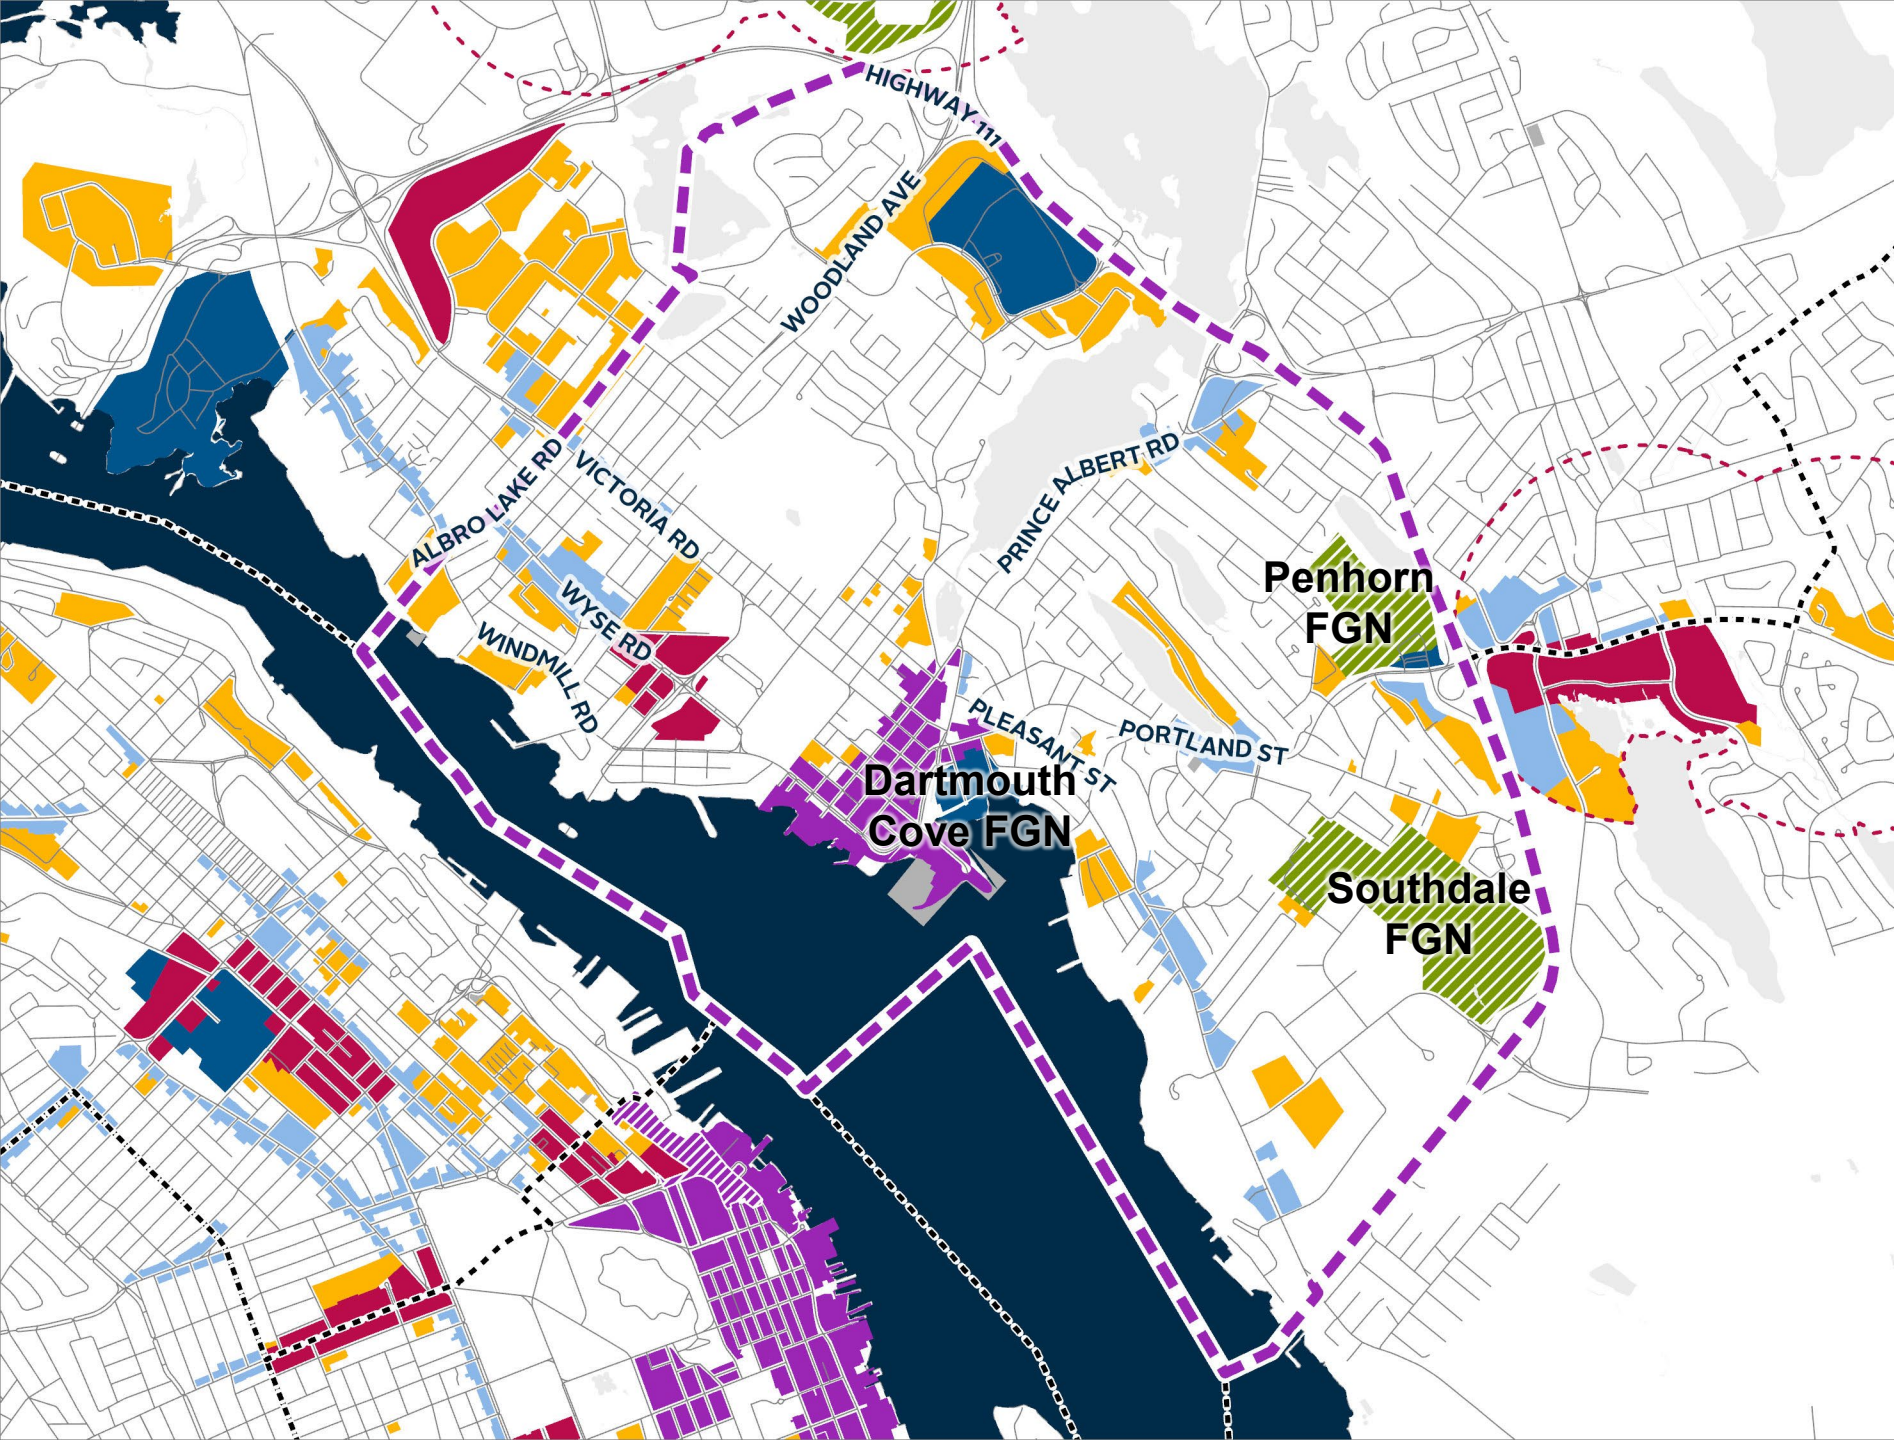 HIGHWAY 111
WOODLAND AVE
ALBRO LAKE RD
VICTORIA RD
PRINCE ALBERT RD
WYSE RD
WINDMILL RD
Penhorn
FGN
PLEASANT ST
PORTLAND ST
Dartmouth
Cove FGN
Southdale
FGN